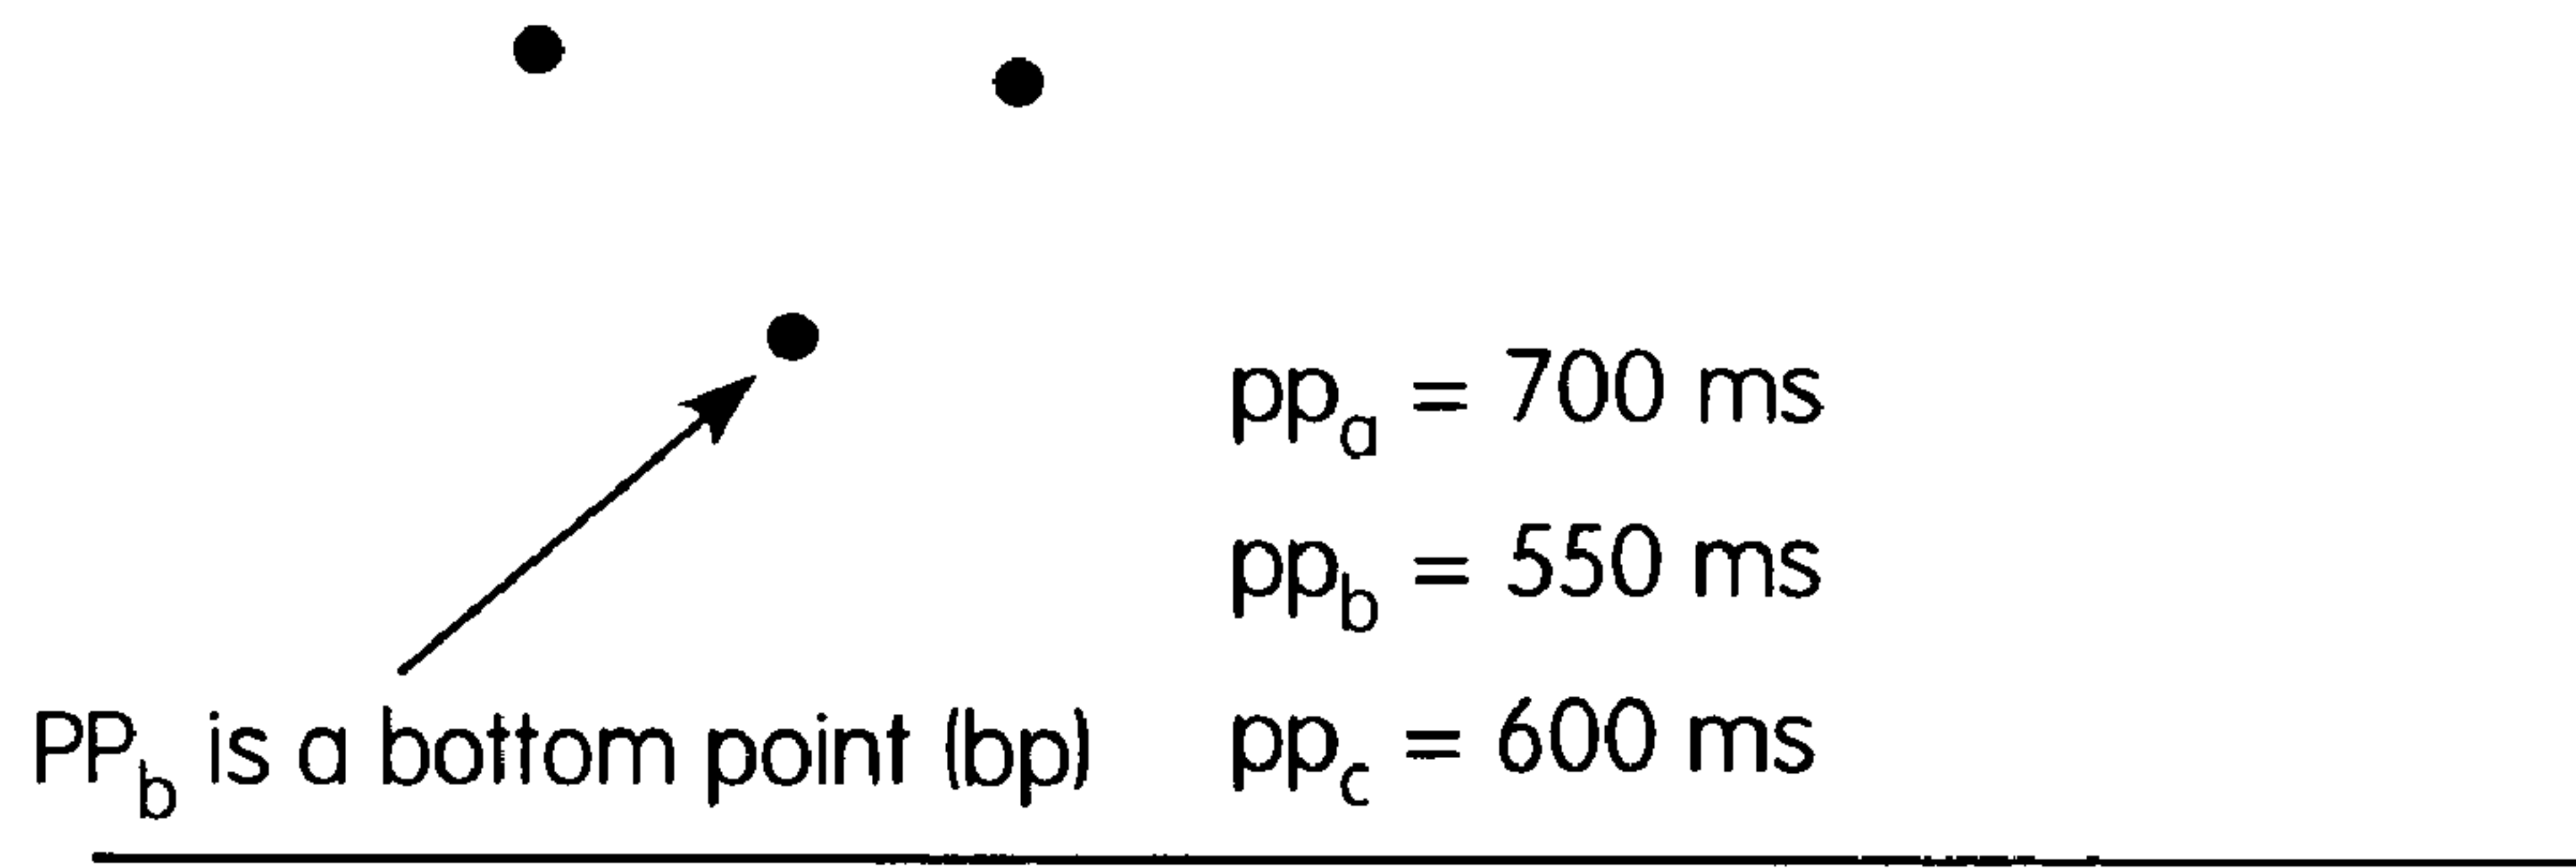 pp_a = 700 ms
pp_b = 550 ms
PP_b is a bottom point (bp)
pp_c = 600 ms